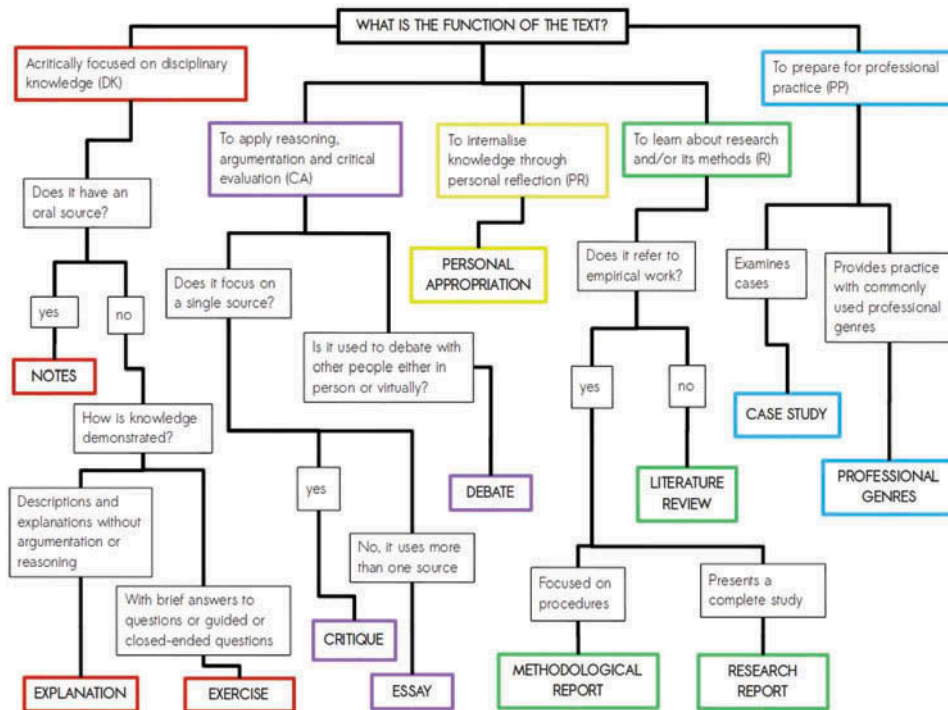 WHAT IS THE FUNCTION OF THE TEXT?
Acritically focused on disciplinary
knowledge (DK)
To prepare for professional
practice (PP)
To apply reasoning,
argumentation and critical
evaluation (CA)
To internalise
knowledge through
personal reflection (PR)
To learn about research
and/or its methods (R)
Does it have an
oral source?
PERSONAL
APPROPRIATION
Does it refer to
empirical work?
Examines
cases
Provides practice
with commonly
used professional
genres
Does it focus on
a single source?
yes
no
NOTES
Is it used to debate with
other people either in
person or virtually?
yes
no
CASE STUDY
How is knowledge
demonstrated?
yes
DEBATE
LITERATURE
REVIEW
PROFESSIONAL
GENRES
Descriptions and
explanations without
argumentation or
reasoning
No, it uses more
than one source
Focused on
procedures
Presents a
complete study
With brief answers to
questions or guided or
closed-ended questions
CRITIQUE
EXPLANATION
EXERCISE
ESSAY
METHODOLOGICAL
REPORT
RESEARCH
REPORT